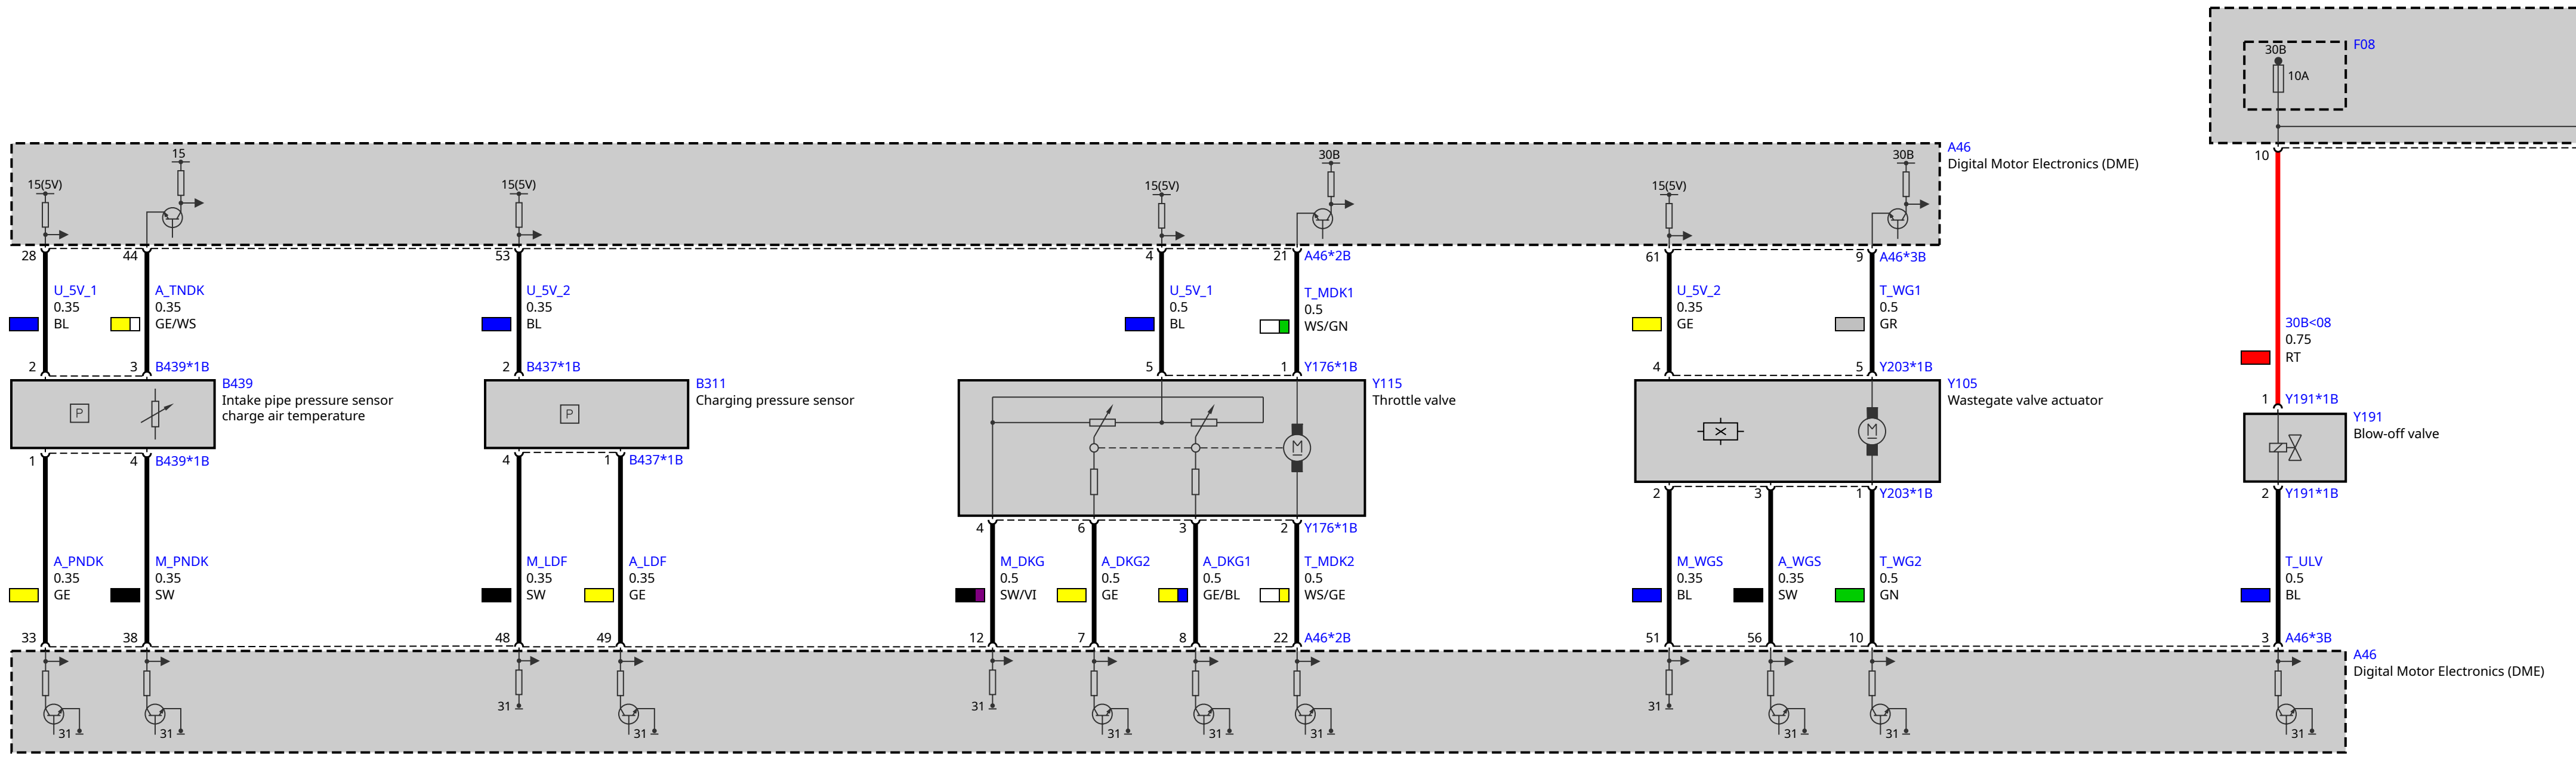 30B
F08
10A
15
30B
30B
A46
Digital Motor Electronics (DME)
15(5V)
15(5V)
15(5V)
15(5V)
10
28
44
53
4
21
A46*2B
61
9
A46*3B
U_5V_1
0.35
BL
A_TNDK
0.35
GE/WS
U_5V_2
0.35
BL
U_5V_1
0.5
BL
T_MDK1
0.5
WS/GN
U_5V_2
0.35
GE
T_WG1
0.5
GR
30B<08
0.75
RT
2
3
B439*1B
2
B437*1B
5
1
Y176*1B
4
5
Y203*1B
1
Y191*1B
P
B439
Intake pipe pressure sensor
charge air temperature
P
B311
Charging pressure sensor
M
Y115
Throttle valve
X
M
Y105
Wastegate valve actuator
Y191
Blow-off valve
1
4
B439*1B
4
1
B437*1B
4
6
3
2
Y176*1B
2
3
1
Y203*1B
2
Y191*1B
A_PNDK
0.35
GE
M_PNDK
0.35
SW
M_LDF
0.35
SW
A_LDF
0.35
GE
M_DKG
0.5
SW/VI
A_DKG2
0.5
GE
A_DKG1
0.5
GE/BL
T_MDK2
0.5
WS/GE
M_WGS
0.35
BL
A_WGS
0.35
SW
T_WG2
0.5
GN
T_ULV
0.5
BL
33
38
48
49
12
7
8
22
A46*2B
51
56
10
3
A46*3B
A46
Digital Motor Electronics (DME)
31
31
31
31
31
31
31
31
31
31
31
31